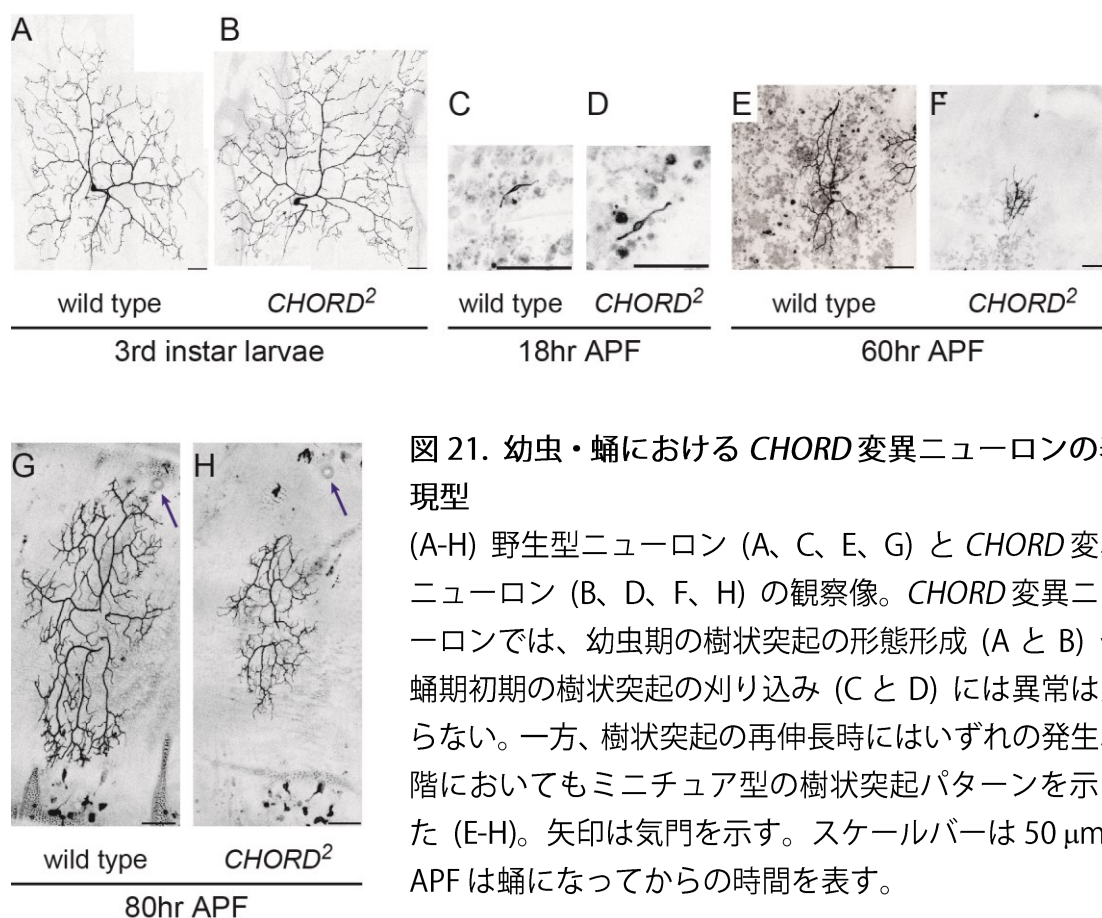 A
B
C
D
E
F
wild type
CHORD²
wild type
CHORD²
wild type
CHORD²
3rd instar larvae
18hr APF
60hr APF
G
H
wild type
CHORD²
80hr APF
図 21. 幼虫・蛹における CHORD 変異ニューロンの
現型
(A-H) 野生型ニューロン (A、C、E、G) と CHORD 変
ニューロン (B、D、F、H) の観察像。CHORD 変異ニ
ーロンでは、幼虫期の樹状突起の形態形成 (A と B)
蛹期初期の樹状突起の刈り込み (C と D) には異常は
らない。一方、樹状突起の再伸長時にはいずれの発生
階においてもミニチュア型の樹状突起パターンを示
た (E-H)。矢印は気門を示す。スケールバーは 50 μm
APF は蛹になってからの時間を表す。